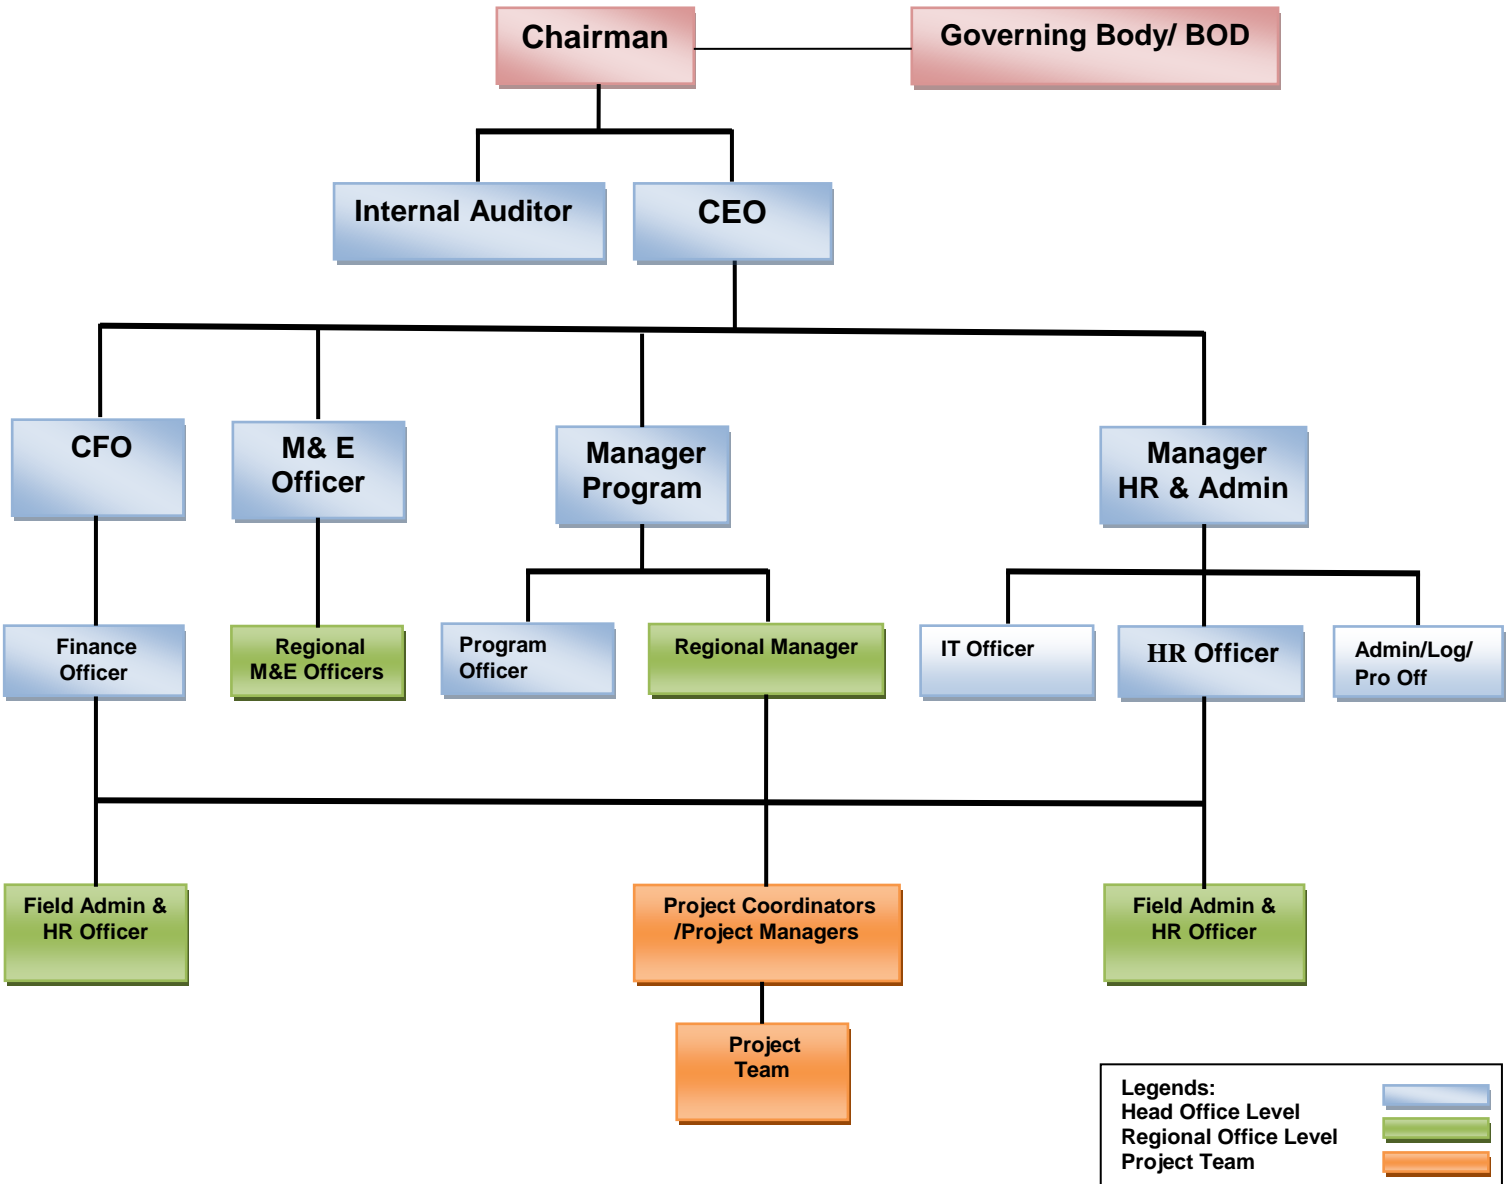 Chairman
Governing Body/ BOD
Internal Auditor
CEO
CFO
M& E
Officer
Manager
Program
Manager
HR & Admin
Finance
Officer
Regional
M&E Officers
Program
Officer
Regional Manager
IT Officer
HR Officer
Admin/Log/
Pro Off
Field Admin &
HR Officer
Project Coordinators
/Project Managers
Field Admin &
HR Officer
Project
Team
Legends:
Head Office Level
Regional Office Level
Project Team